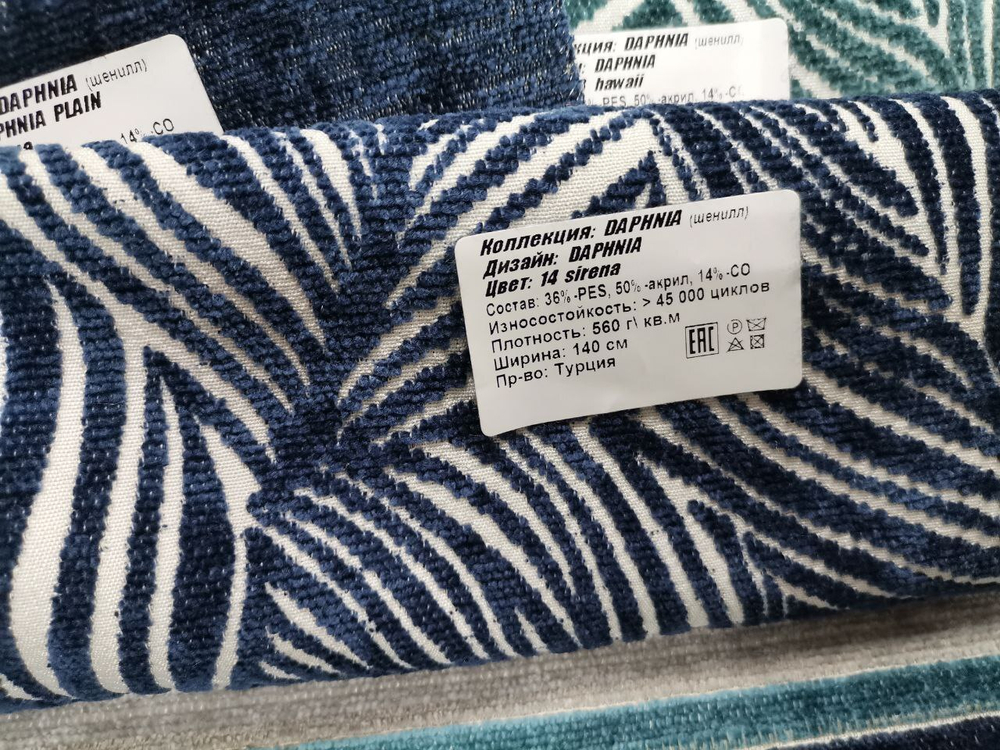 DAPHNIA (шенилл)
PHNIA PLAIN
14% -CO
КЦИЯ: DAPHNIA (шенилл)
DAPHNIA
hawaii
PES, 50% -акрил, 14% -C
Коллекция: DAPHNIA (шенилл)
Дизайн: DAPHNIA
Цвет: 14 sirena
Состав: 36% -PES, 50% -акрил, 14% -CO
Износостойкость: > 45 000 циклов
Плотность: 560 г\ кв.м
Ширина: 140 см
Пр-во: Турция
EAC
P